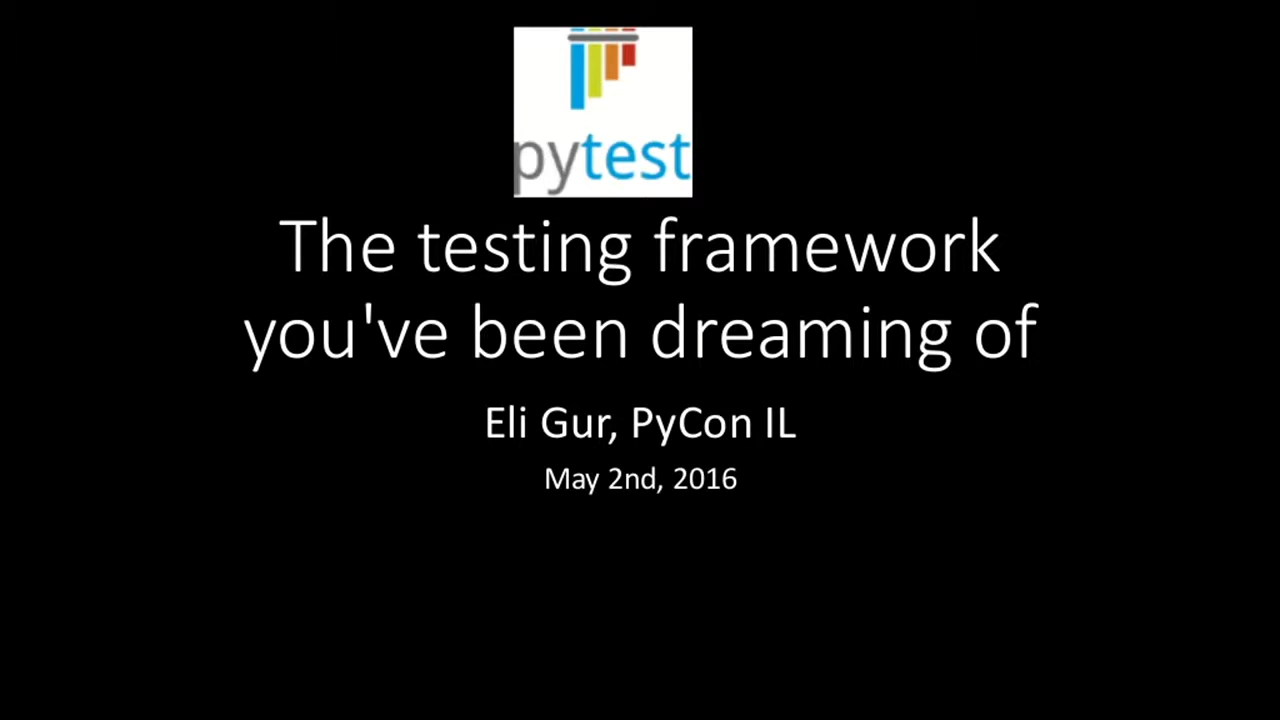 pytest
The testing framework
you've been dreaming of
Eli Gur, PyCon IL
May 2nd, 2016